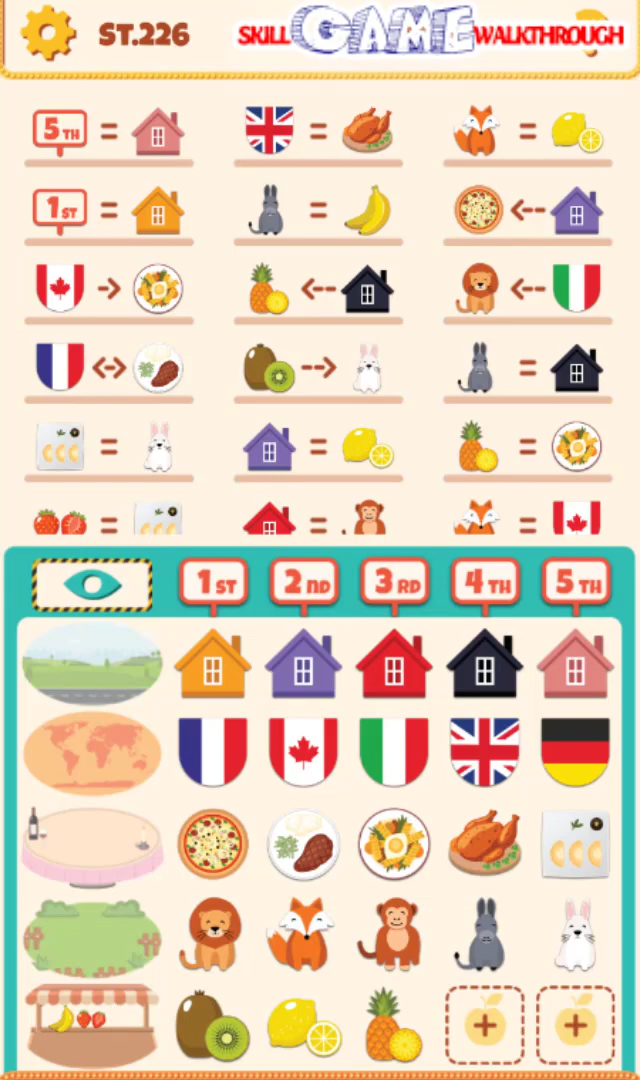 ST.226
SKILL GAME WALKTHROUGH
5TH
1ST
1ST 2ND 3RD 4TH 5TH